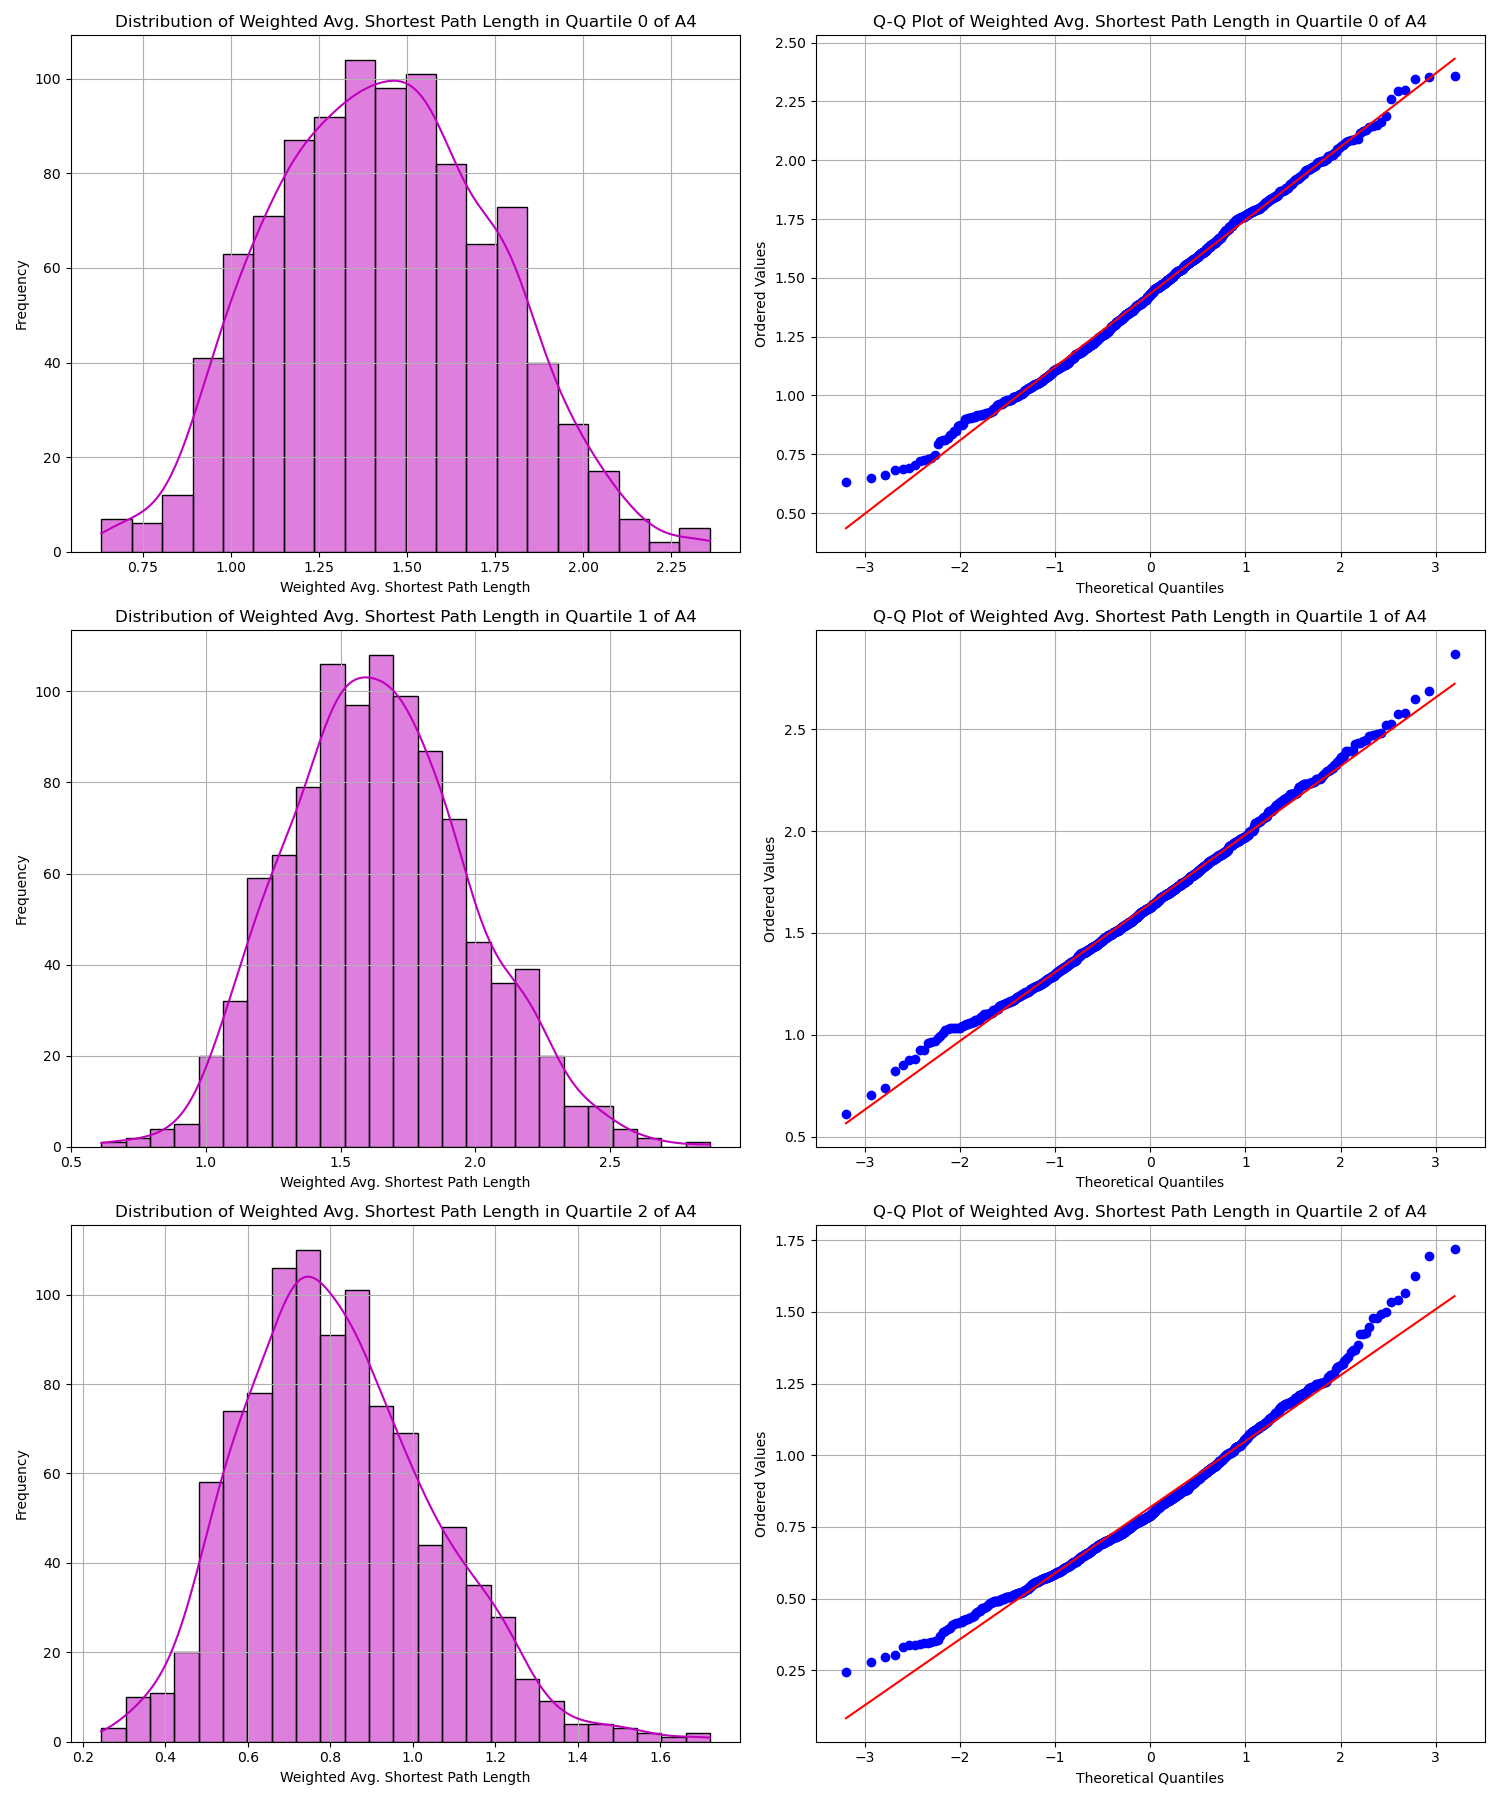 Distribution of Weighted Avg. Shortest Path Length in Quartile 0 of A4
Frequency
100
80
60
40
20
0
0.75 1.00 1.25 1.50 1.75 2.00 2.25
Weighted Avg. Shortest Path Length
Q-Q Plot of Weighted Avg. Shortest Path Length in Quartile 0 of A4
Ordered Values
2.50
2.25
2.00
1.75
1.50
1.25
1.00
0.75
0.50
−3 −2 −1 0 1 2 3
Theoretical Quantiles
Distribution of Weighted Avg. Shortest Path Length in Quartile 1 of A4
Frequency
100
80
60
40
20
0
0.5 1.0 1.5 2.0 2.5
Weighted Avg. Shortest Path Length
Q-Q Plot of Weighted Avg. Shortest Path Length in Quartile 1 of A4
Ordered Values
2.5
2.0
1.5
1.0
0.5
−3 −2 −1 0 1 2 3
Theoretical Quantiles
Distribution of Weighted Avg. Shortest Path Length in Quartile 2 of A4
Frequency
100
80
60
40
20
0
0.2 0.4 0.6 0.8 1.0 1.2 1.4 1.6
Weighted Avg. Shortest Path Length
Q-Q Plot of Weighted Avg. Shortest Path Length in Quartile 2 of A4
Ordered Values
1.75
1.50
1.25
1.00
0.75
0.50
0.25
−3 −2 −1 0 1 2 3
Theoretical Quantiles